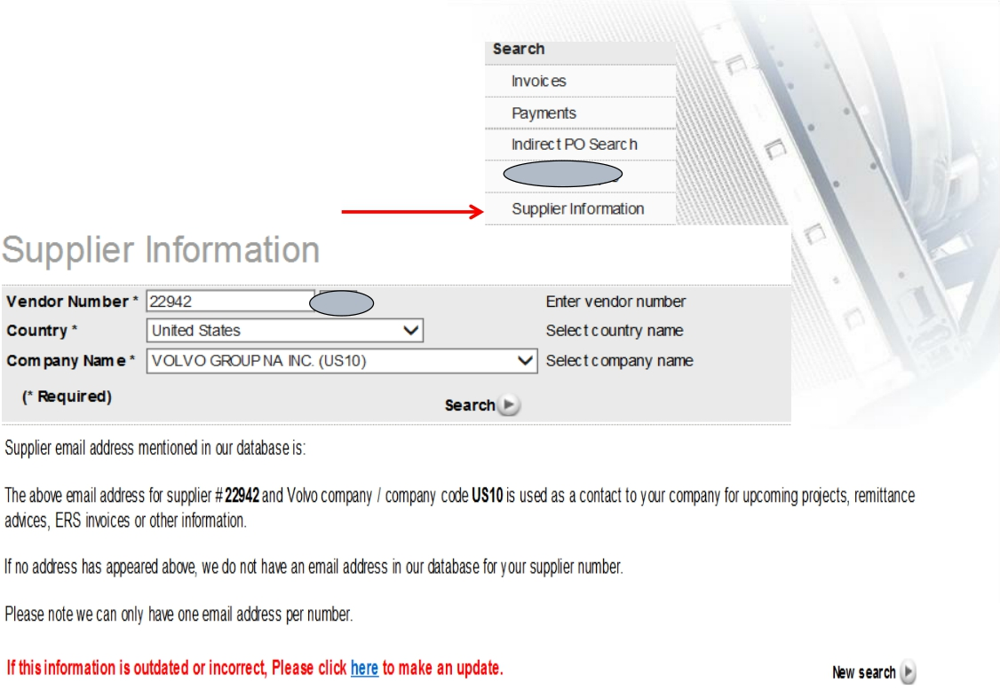 Search
Invoices
Payments
Indirect PO Search
Supplier Information
Supplier Information
Vendor Number * 22942 Enter vendor number
Country * United States Select country name
Company Name * VOLVO GROUP NA INC. (US10) Select company name
(* Required)
Search
Supplier email address mentioned in our database is:
The above email address for supplier # 22942 and Volvo company / company code US10 is used as a contact to your company for upcoming projects, remittance
advices, ERS invoices or other information.
If no address has appeared above, we do not have an email address in our database for your supplier number.
Please note we can only have one email address per number.
If this information is outdated or incorrect, Please click here to make an update.
New search